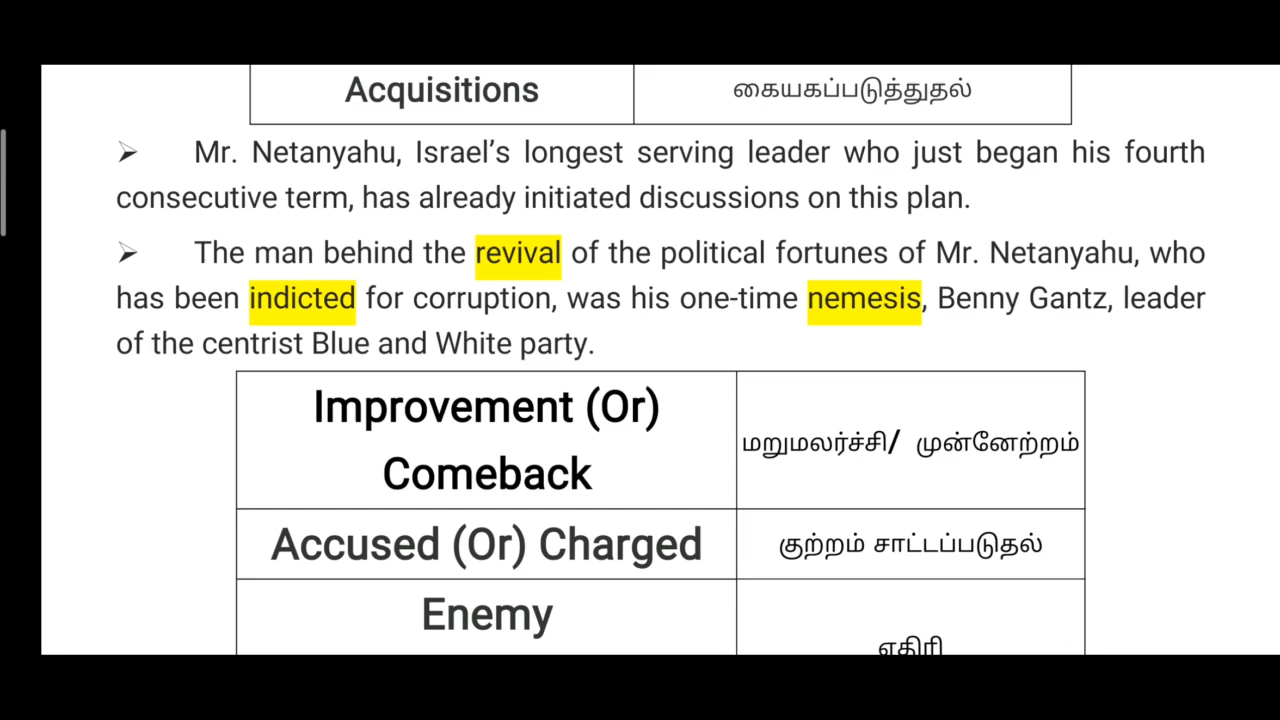 Acquisitions கையகப்படுத்துதல்
➢ Mr. Netanyahu, Israel’s longest serving leader who just began his fourth
consecutive term, has already initiated discussions on this plan.
➢ The man behind the revival of the political fortunes of Mr. Netanyahu, who
has been indicted for corruption, was his one-time nemesis, Benny Gantz, leader
of the centrist Blue and White party.
Improvement (Or)
Comeback
மறுமலர்ச்சி/ முன்னேற்றம்
Accused (Or) Charged குற்றம் சாட்டப்படுதல்
Enemy
எதிரி